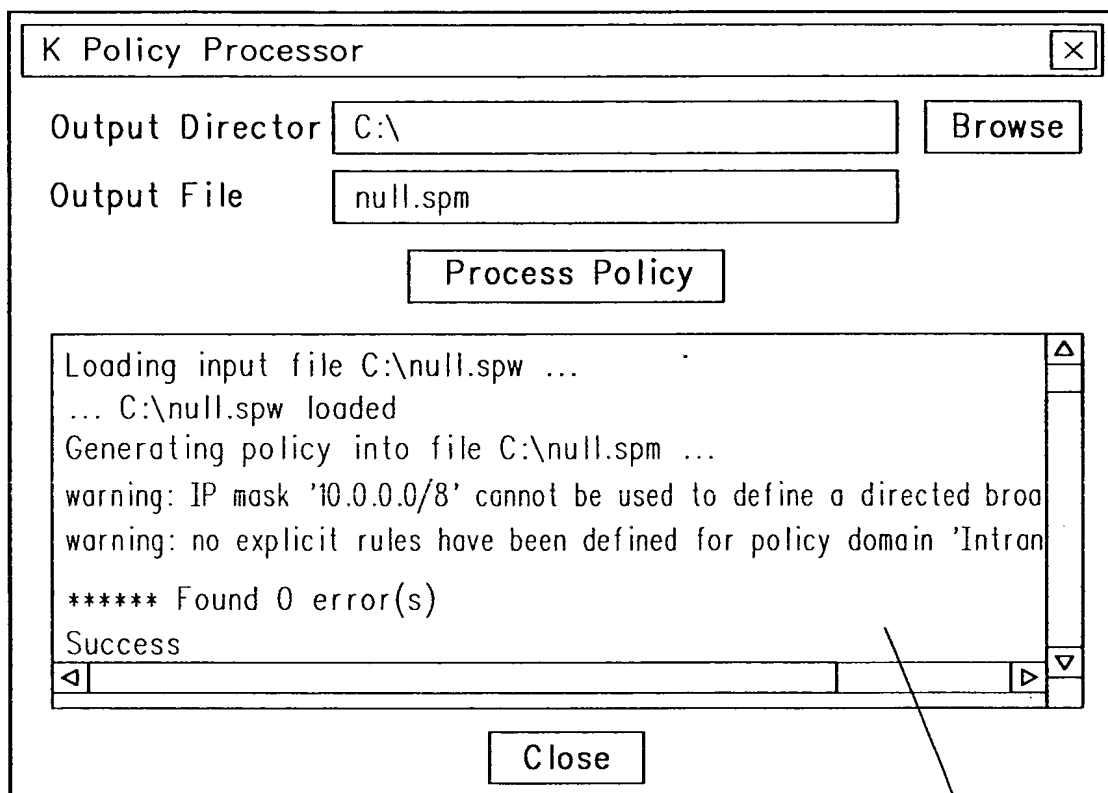 K Policy Processor
Output Director C:\ Browse
Output File null.spm
Process Policy
Loading input file C:\null.spw ...
... C:\null.spw loaded
Generating policy into file C:\null.spm ...
warning: IP mask '10.0.0.0/8' cannot be used to define a directed broa
warning: no explicit rules have been defined for policy domain 'Intran
****** Found 0 error(s)
Success
Close